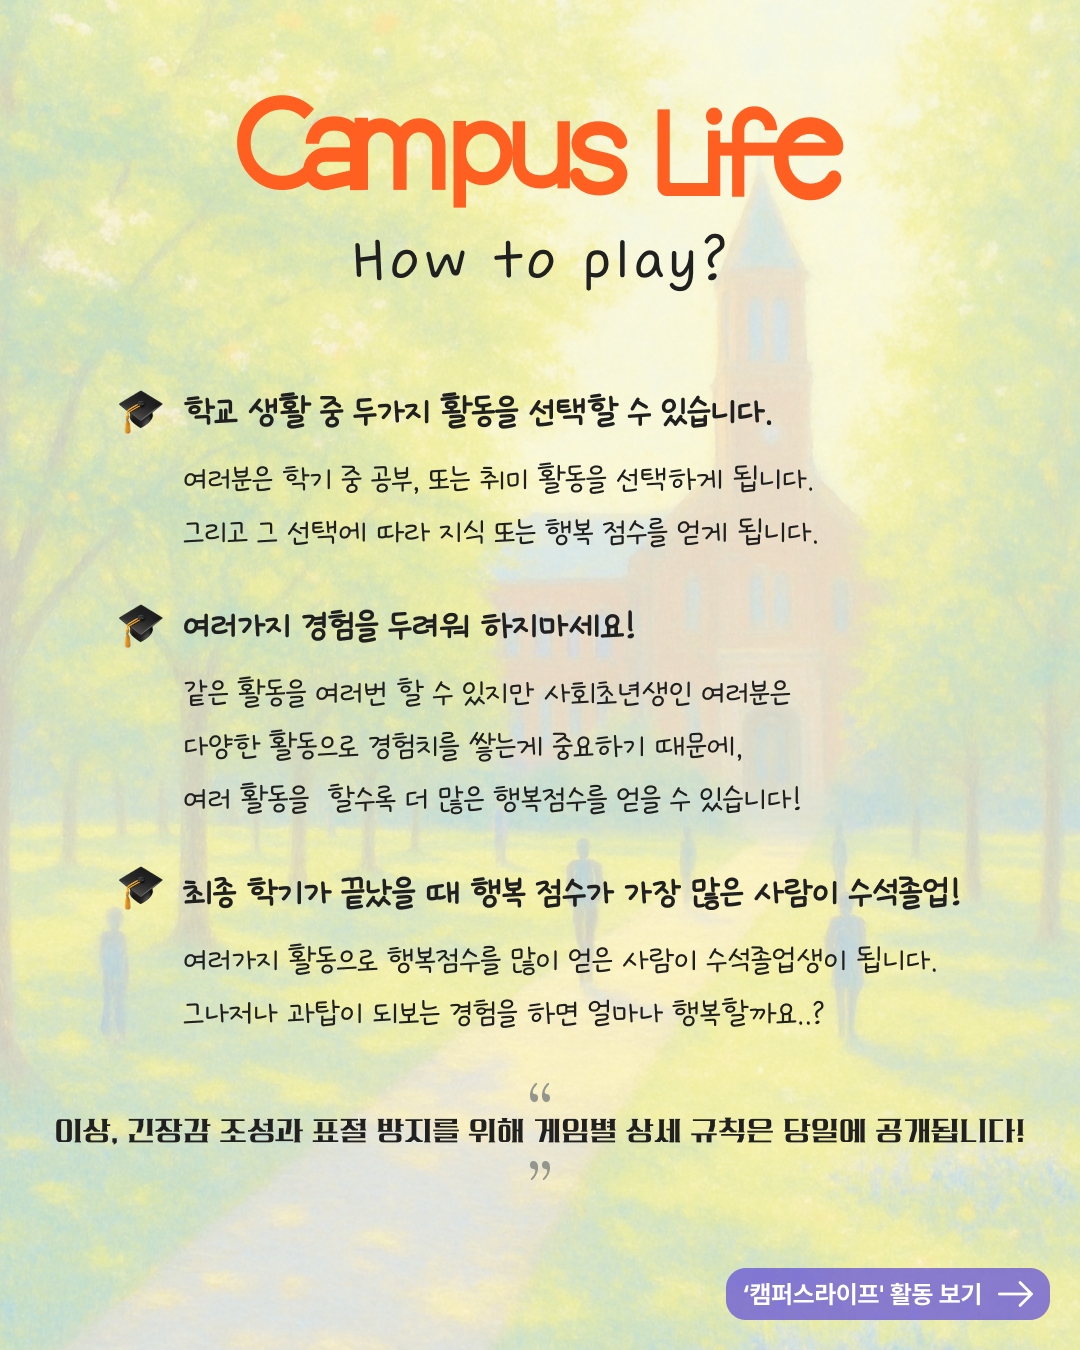 Campus Life
How to play?
학교 생활 중 두가지 활동을 선택할 수 있습니다.
여러분은 학기 중 공부, 또는 취미 활동을 선택하게 됩니다.
그리고 그 선택에 따라 지식 또는 행복 점수를 얻게 됩니다.
여러가지 경험을 두려워 하지마세요!
같은 활동을 여러번 할 수 있지만 사회초년생인 여러분은
다양한 활동으로 경험치를 쌓는게 중요하기 때문에,
여러 활동을 할수록 더 많은 행복점수를 얻을 수 있습니다!
최종 학기가 끝났을 때 행복 점수가 가장 많은 사람이 수석졸업!
여러가지 활동으로 행복점수를 많이 얻은 사람이 수석졸업생이 됩니다.
그나저나 과탑이 되보는 경험을 하면 얼마나 행복할까요..?
“
이상, 긴장감 조성과 표절 방지를 위해 게임별 상세 규칙은 당일에 공개됩니다!
”
‘캠퍼스라이프' 활동 보기 →